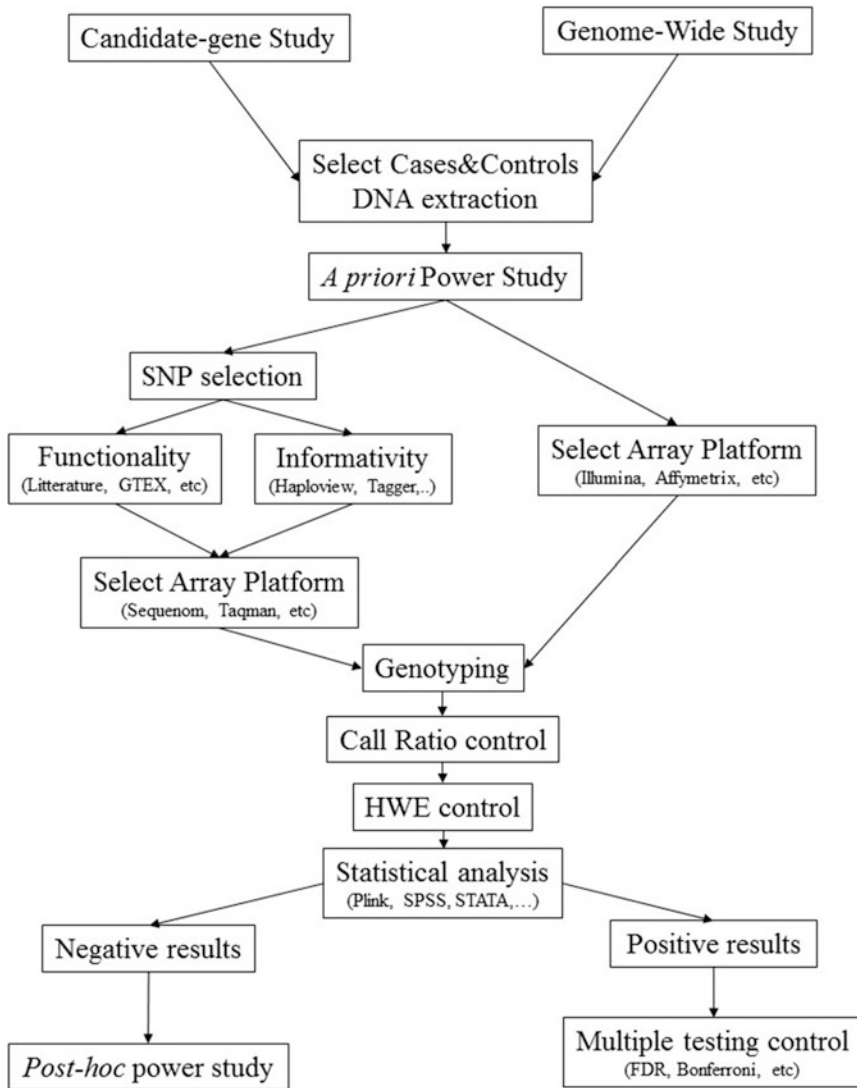 Candidate-gene Study
Genome-Wide Study
Select Cases&Controls
DNA extraction
A priori Power Study
SNP selection
Functionality
(Litterature, GTEX, etc)
Informativity
(Haploview, Tagger,..)
Select Array Platform
(Illumina, Affymetrix, etc)
Select Array Platform
(Sequenom, Taqman, etc)
Genotyping
Call Ratio control
HWE control
Statistical analysis
(Plink, SPSS, STATA,…)
Negative results
Positive results
Post-hoc power study
Multiple testing control
(FDR, Bonferroni, etc)